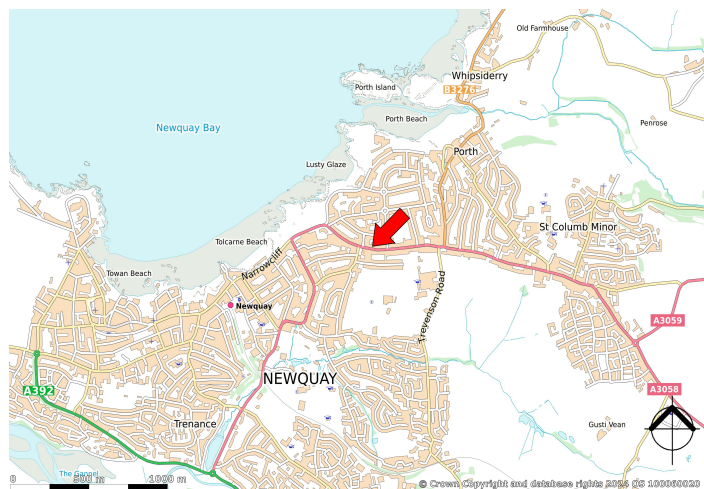 Old Farmhouse
Whipsiderry
Porth Island
B3276
Porth Beach
Penrose
Newquay Bay
Porth
Lusty Glaze
St Columb Minor
Tolcarne Beach
Narrowcliff
Towan Beach
Newquay
Trevenson Road
A3059
NEWQUAY
A392
A3058
Trenance
Gusti Vean
The Gannel
0 500 m 1000 m
© Crown Copyright and database rights 2024 OS 100060020